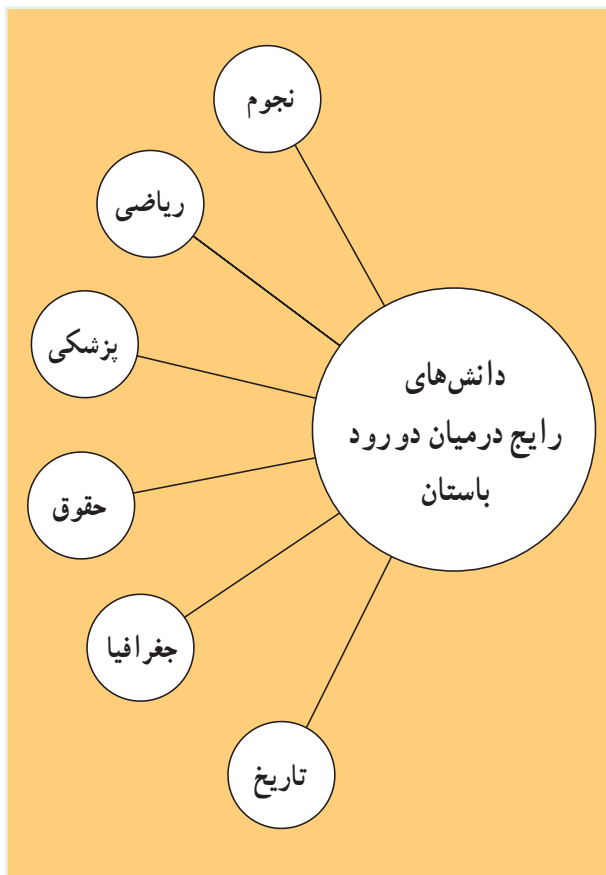 نجوم
ریاضی
پزشکی
دانش‌های
رایج درمیان دو رود
باستان
حقوق
جغرافیا
تاریخ